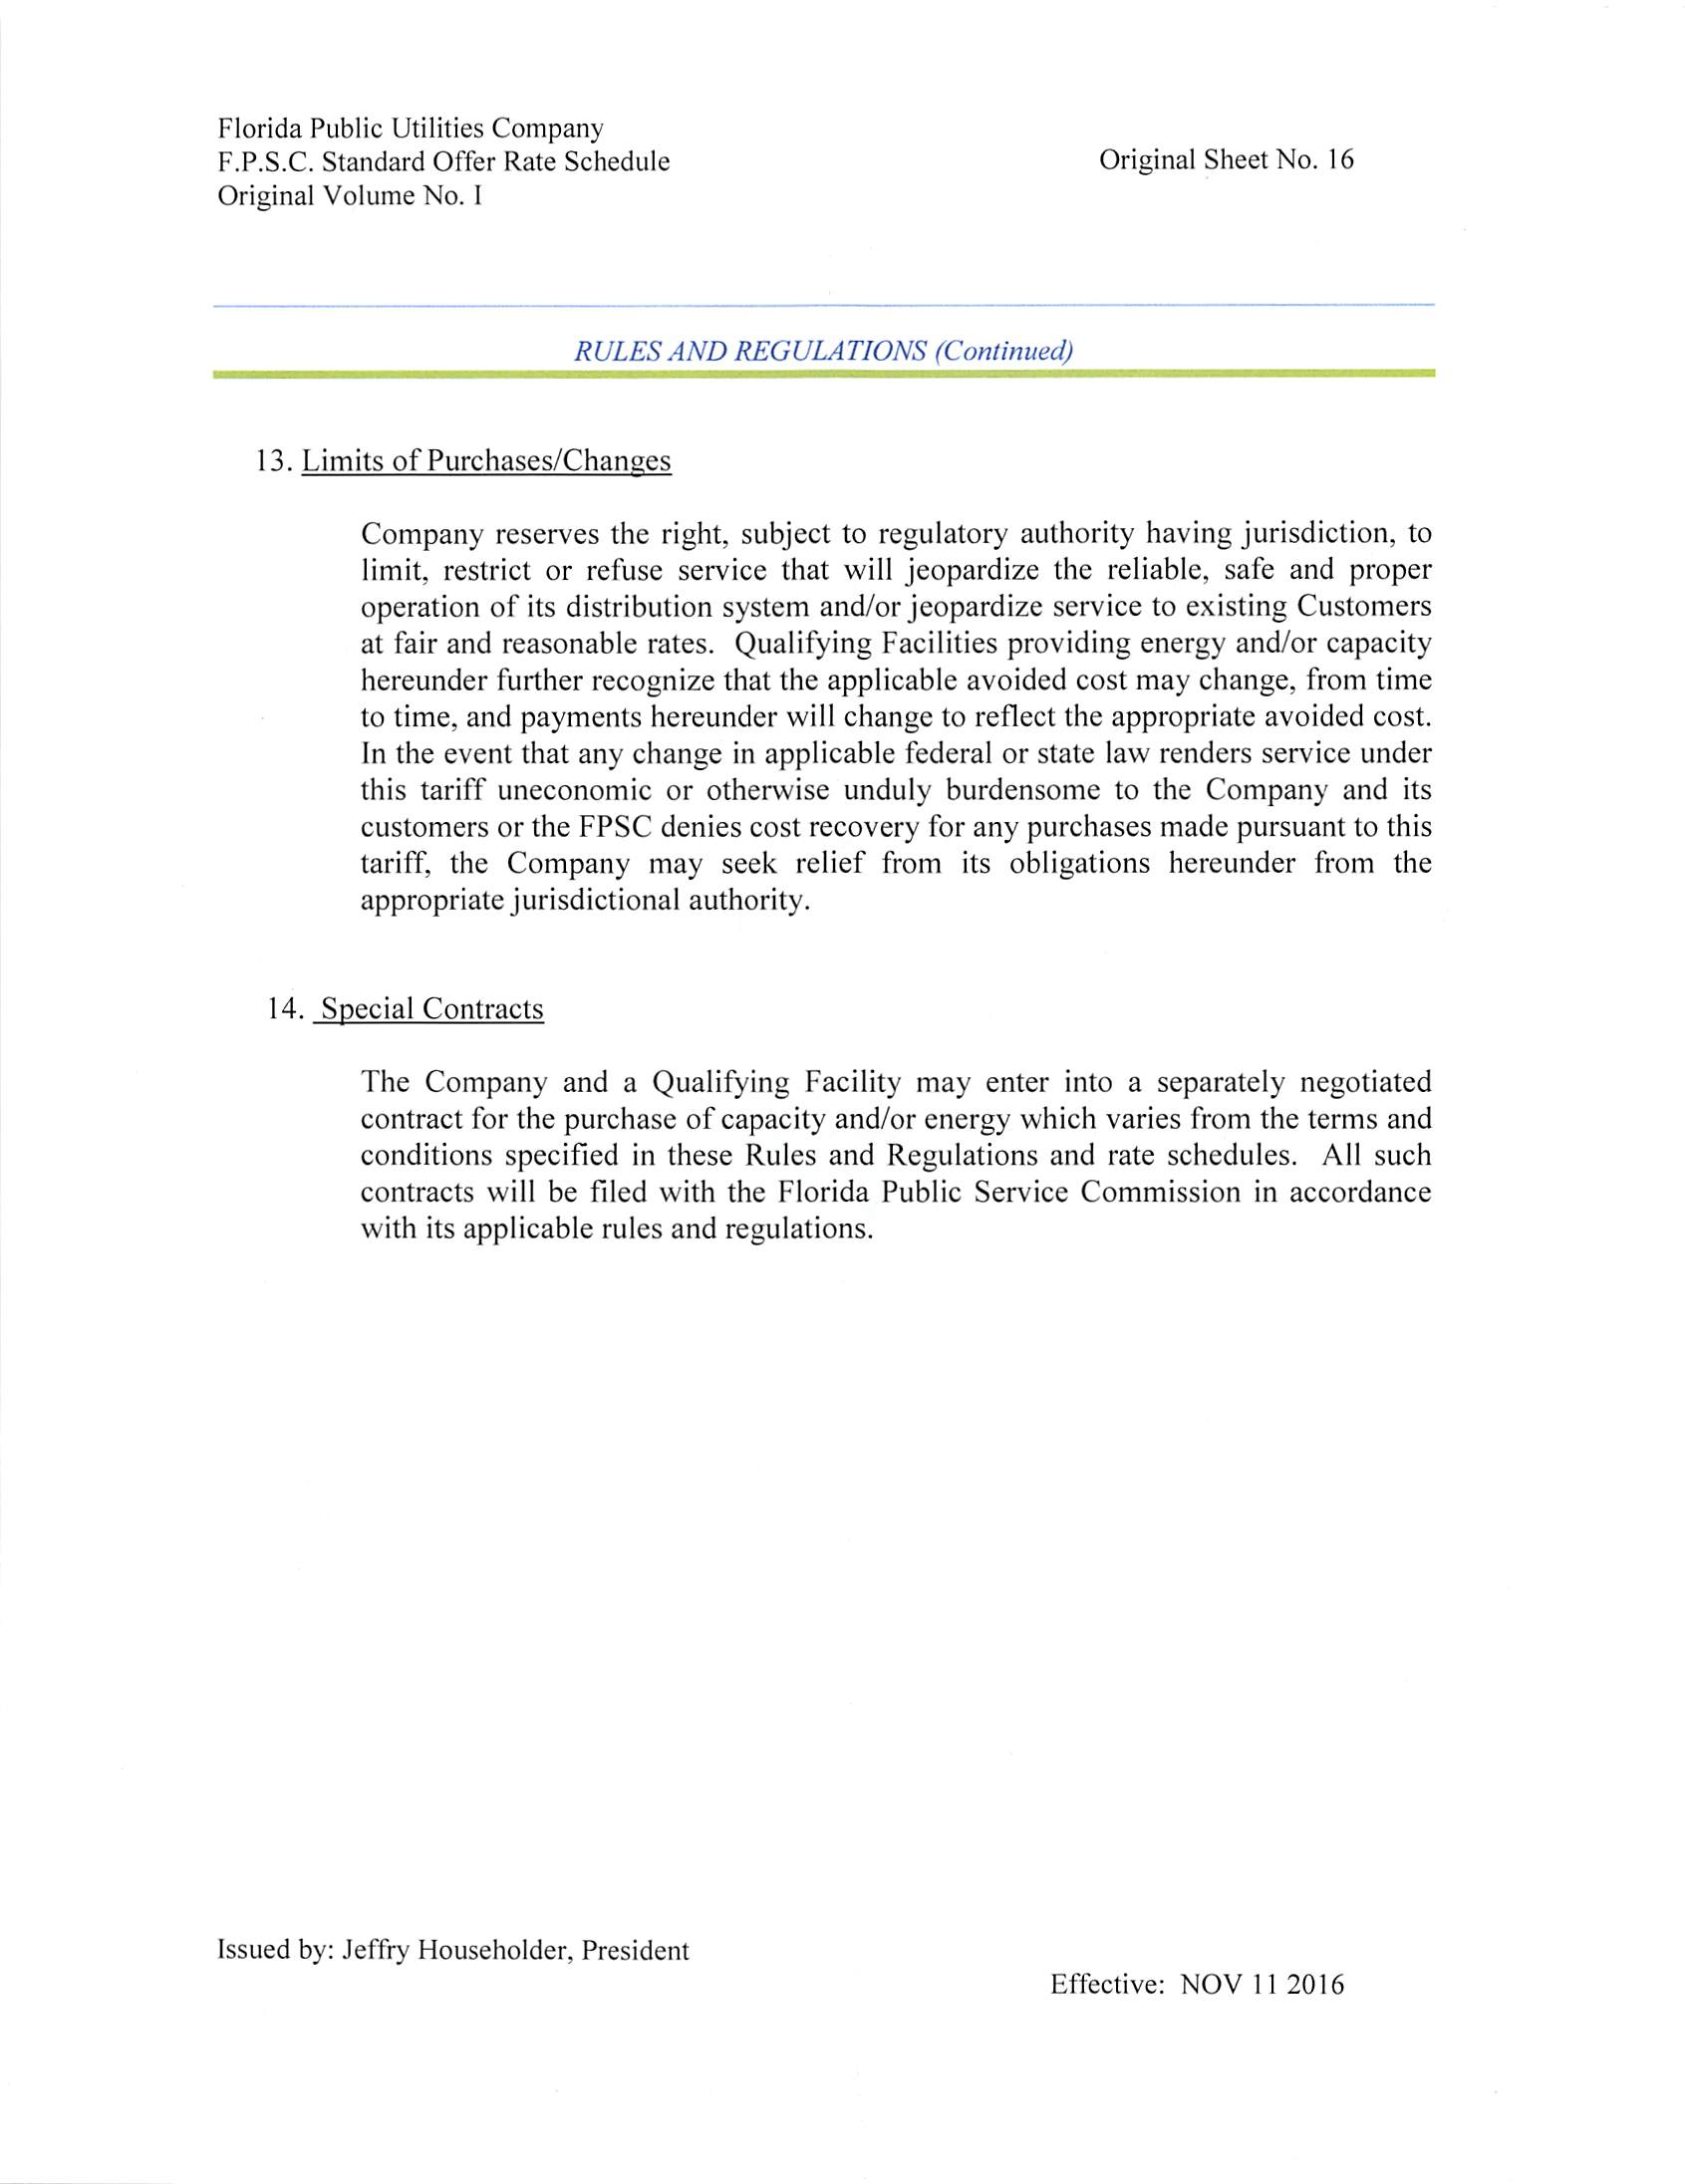 Florida Public Utilities Company
F.P.S.C. Standard Offer Rate Schedule
Original Sheet No. 16
Original Volume No. I
RULES AND REGULATIONS (Continued)
13. Limits of Purchases/Changes
Company reserves the right, subject to regulatory authority having jurisdiction, to
limit, restrict or refuse service that will jeopardize the reliable, safe and proper
operation of its distribution system and/or jeopardize service to existing Customers
at fair and reasonable rates. Qualifying Facilities providing energy and/or capacity
hereunder further recognize that the applicable avoided cost may change, from time
to time, and payments hereunder will change to reflect the appropriate avoided cost.
In the event that any change in applicable federal or state law renders service under
this tariff uneconomic or otherwise unduly burdensome to the Company and its
customers or the FPSC denies cost recovery for any purchases made pursuant to this
tariff, the Company may seek relief from its obligations hereunder from the
appropriate jurisdictional authority.
14. Special Contracts
The Company and a Qualifying Facility may enter into a separately negotiated
contract for the purchase of capacity and/or energy which varies from the terms and
conditions specified in these Rules and Regulations and rate schedules. All such
contracts will be filed with the Florida Public Service Commission in accordance
with its applicable rules and regulations.
Issued by: Jeffry Householder, President
Effective: NOV 11 2016